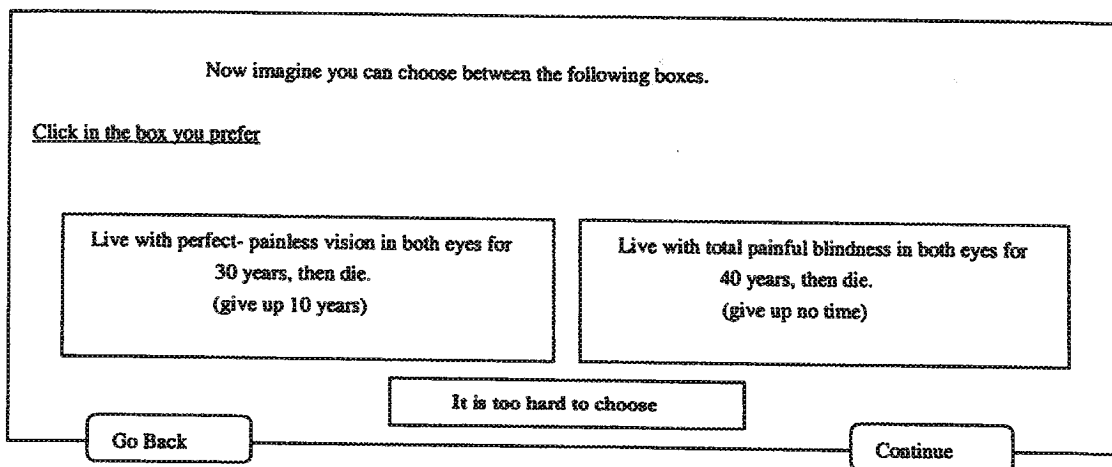 Now imagine you can choose between the following boxes.
Click in the box you prefer
Live with perfect- painless vision in both eyes for
30 years, then die.
(give up 10 years)
Live with total painful blindness in both eyes for
40 years, then die.
(give up no time)
It is too hard to choose
Go Back
Continue